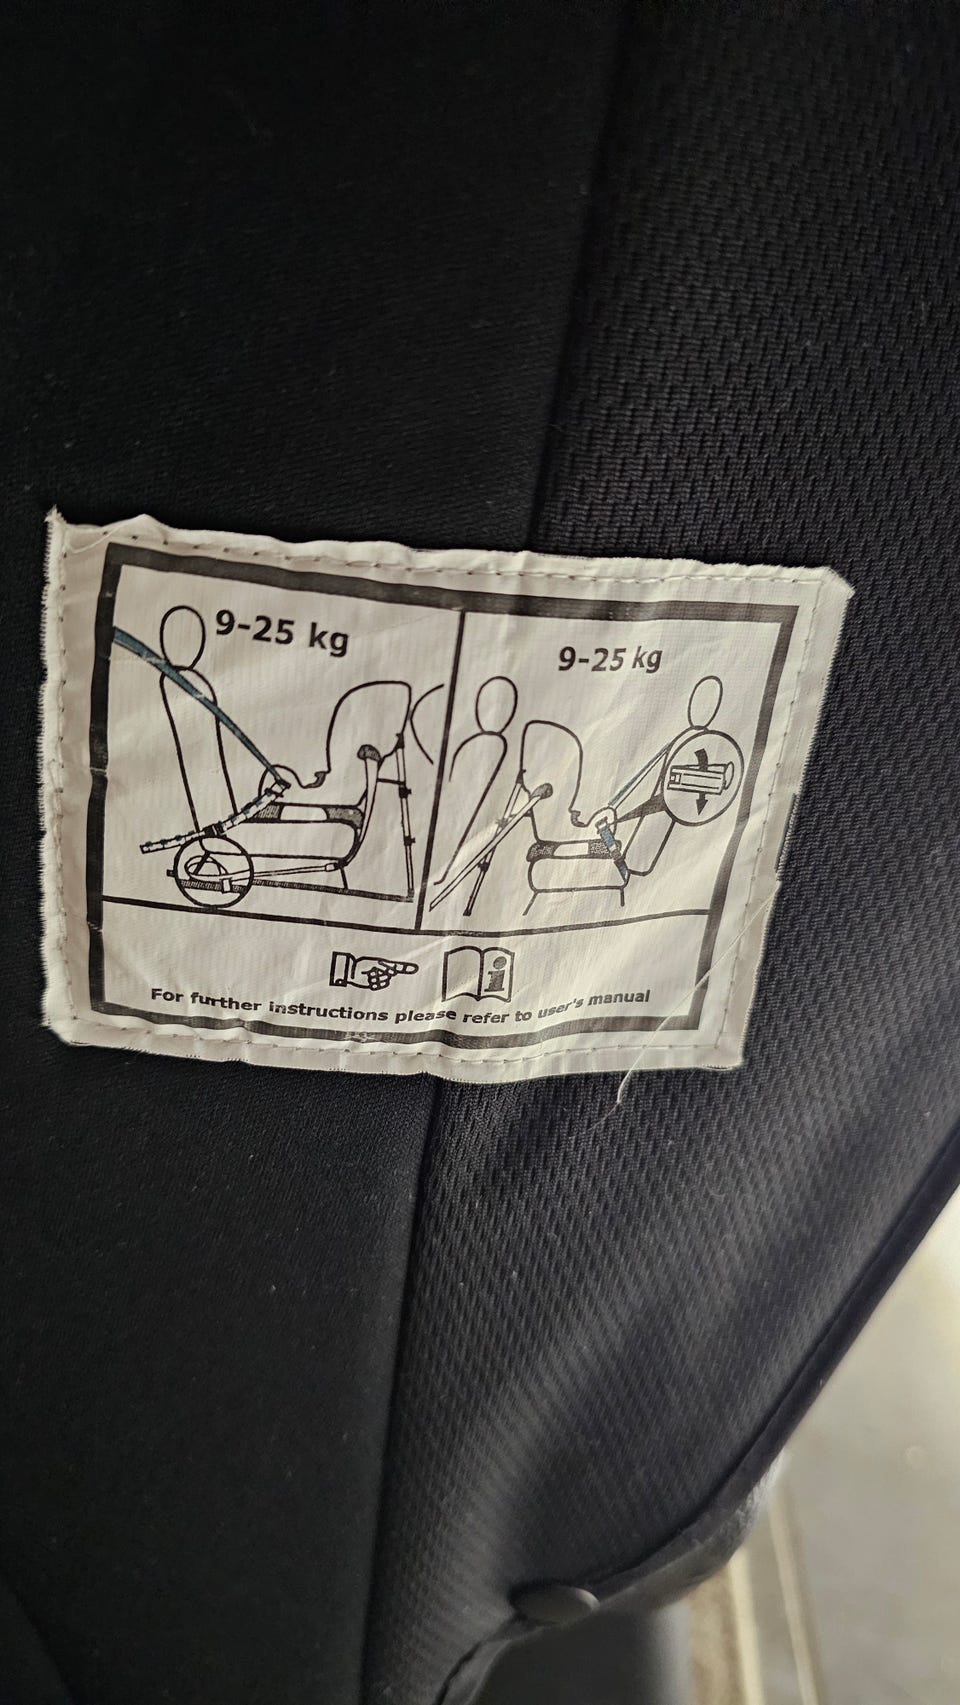 9-25 kg
9-25 kg
i
For further instructions please refer to user's manual